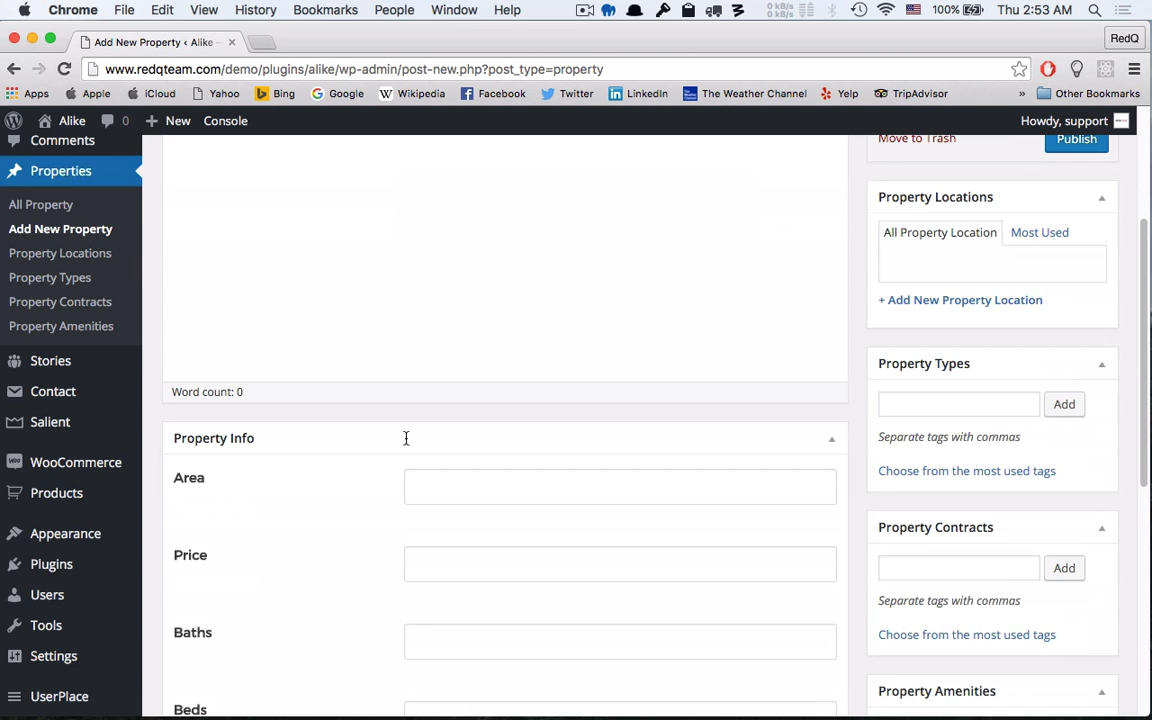 Chrome File Edit View History Bookmarks People Window Help 0 kB/s 0 kB/s 100% Thu 2:53 AM
Add New Property ‹ Alike – RedQ
www.redqteam.com/demo/plugins/alike/wp-admin/post-new.php?post_type=property
Apps Apple iCloud Yahoo Bing Google Wikipedia Facebook Twitter LinkedIn The Weather Channel Yelp TripAdvisor » Other Bookmarks
Alike 0 New Console Howdy, support
Comments
Properties
All Property
Add New Property
Property Locations
Property Types
Property Contracts
Property Amenities
Stories
Contact
Salient
WooCommerce
Products
Appearance
Plugins
Users
Tools
Settings
UserPlace
Word count: 0
Property Info
Area
Price
Baths
Beds
Move to Trash Publish
Property Locations
All Property Location Most Used
+ Add New Property Location
Property Types
Add
Separate tags with commas
Choose from the most used tags
Property Contracts
Add
Separate tags with commas
Choose from the most used tags
Property Amenities